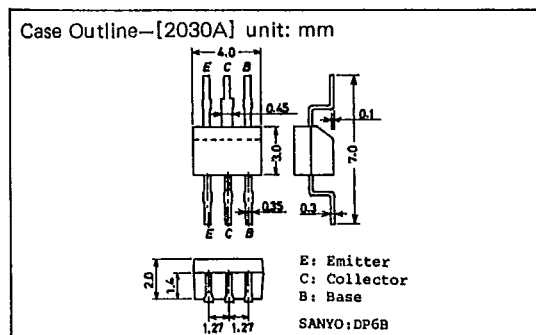 Case Outline—[2030A] unit: mm
4.0
E C B
0.45
0.1
3.0
7.0
0.35
0.3
E C B
2.0
1.4
1.27 1.27
E: Emitter
C: Collector
B: Base
SANYO:DP6B